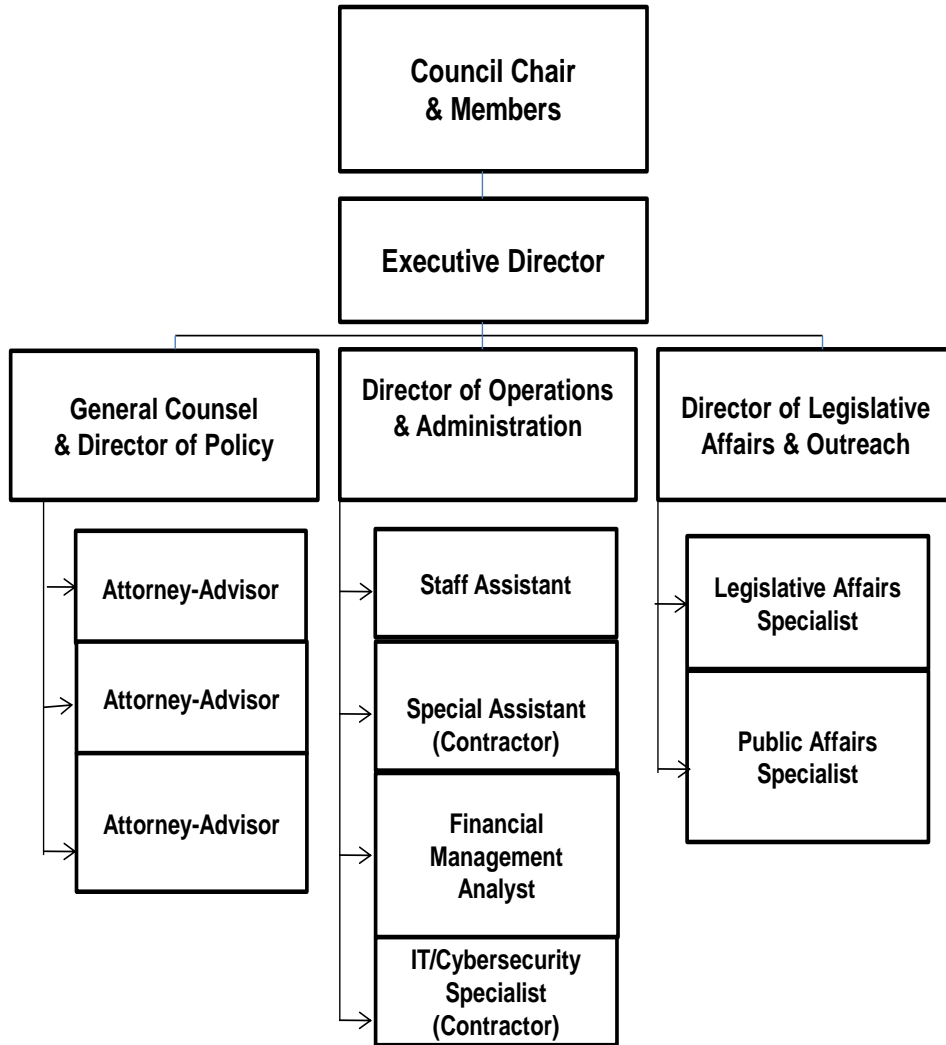 Council Chair
& Members
Executive Director
General Counsel
& Director of Policy
Director of Operations
& Administration
Director of Legislative
Affairs & Outreach
Attorney-Advisor
Attorney-Advisor
Attorney-Advisor
Staff Assistant
Special Assistant
(Contractor)
Financial
Management
Analyst
IT/Cybersecurity
Specialist
(Contractor)
Legislative Affairs
Specialist
Public Affairs
Specialist